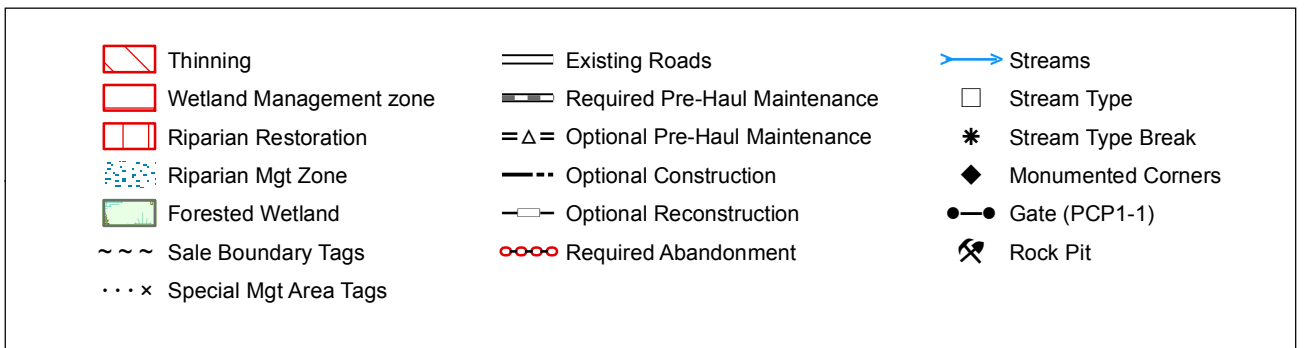 Thinning
Wetland Management zone
Riparian Restoration
Riparian Mgt Zone
Forested Wetland
Sale Boundary Tags
Special Mgt Area Tags
Existing Roads
Required Pre-Haul Maintenance
Optional Pre-Haul Maintenance
Optional Construction
Optional Reconstruction
Required Abandonment
Streams
Stream Type
Stream Type Break
Monumented Corners
Gate (PCP1-1)
Rock Pit